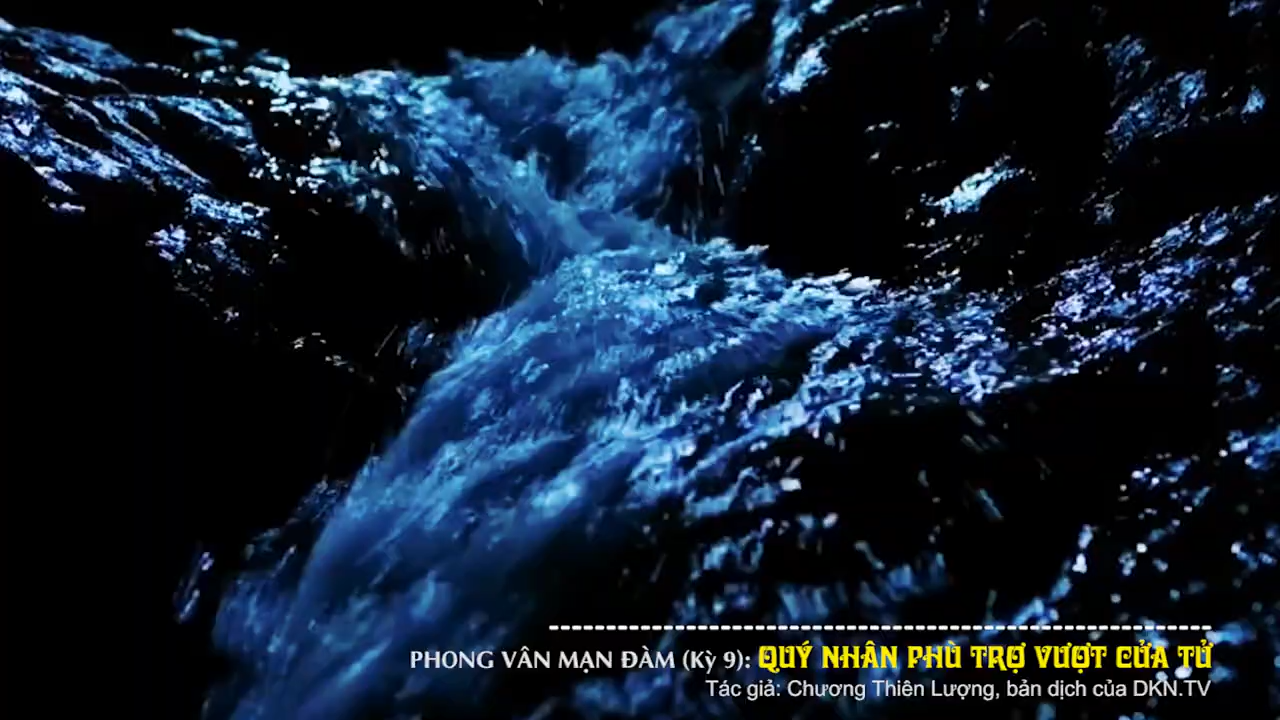 PHONG VÂN MẠN ĐÀM (Kỳ 9): QUÝ NHÂN PHÙ TRỢ VƯỢT CỬA TỬ
Tác giả: Chương Thiên Lượng, bản dịch của DKN.TV